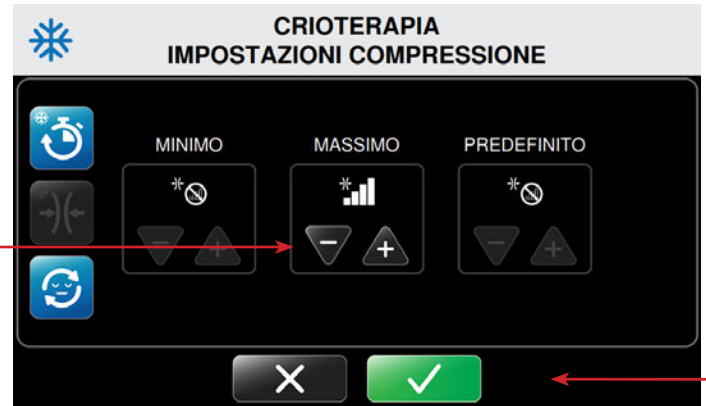 CRIOTERAPIA
IMPOSTAZIONI COMPRESSIONE
MINIMO MASSIMO PREDEFINITO